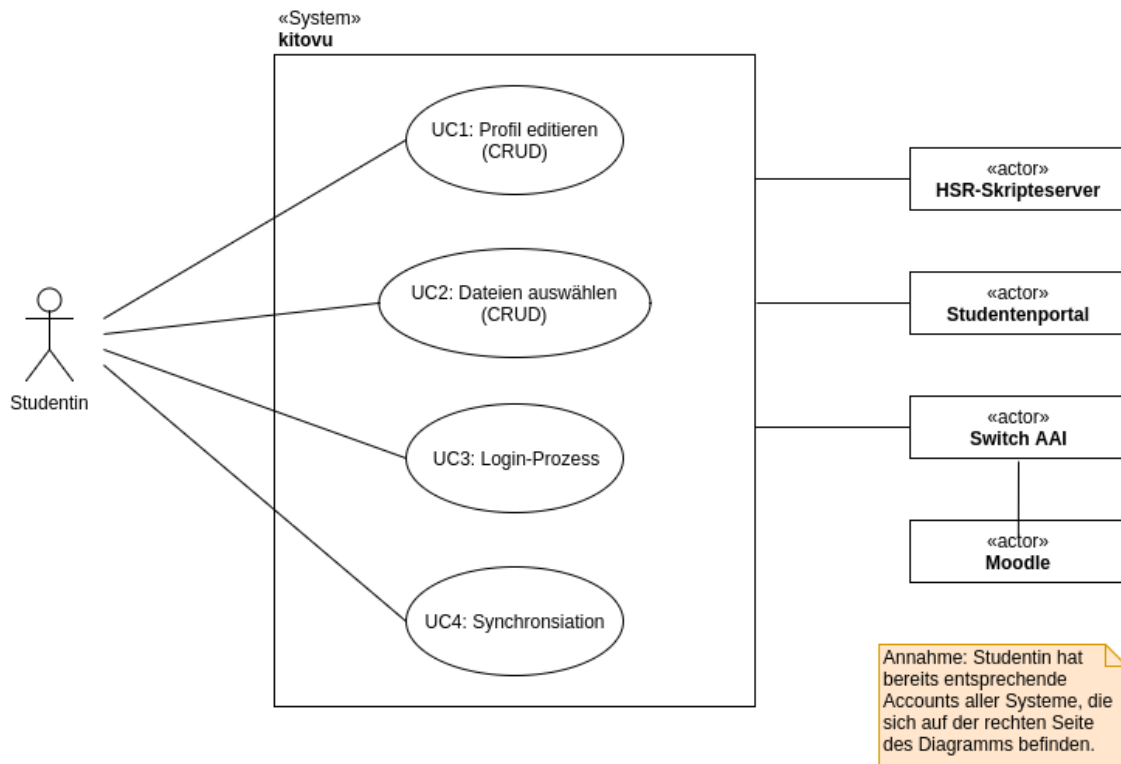 «System»
kitovu
UC1: Profil editieren
(CRUD)
UC2: Dateien auswählen
(CRUD)
UC3: Login-Prozess
UC4: Synchronsiation
Studentin
«actor»
HSR-Skripteserver
«actor»
Studentenportal
«actor»
Switch AAI
«actor»
Moodle
Annahme: Studentin hat
bereits entsprechende
Accounts aller Systeme, die
sich auf der rechten Seite
des Diagramms befinden.